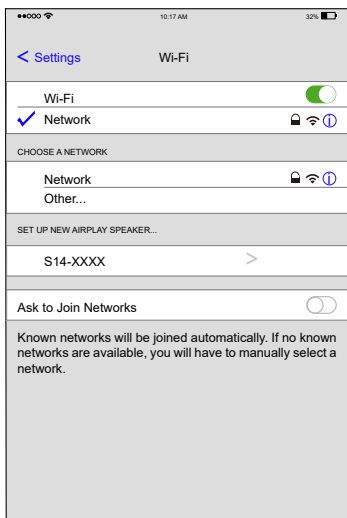 10:17 AM
32%
< Settings
Wi-Fi
Wi-Fi
Network
CHOOSE A NETWORK
Network
Other...
SET UP NEW AIRPLAY SPEAKER...
S14-XXXX >
Ask to Join Networks
Known networks will be joined automatically. If no known
networks are available, you will have to manually select a
network.